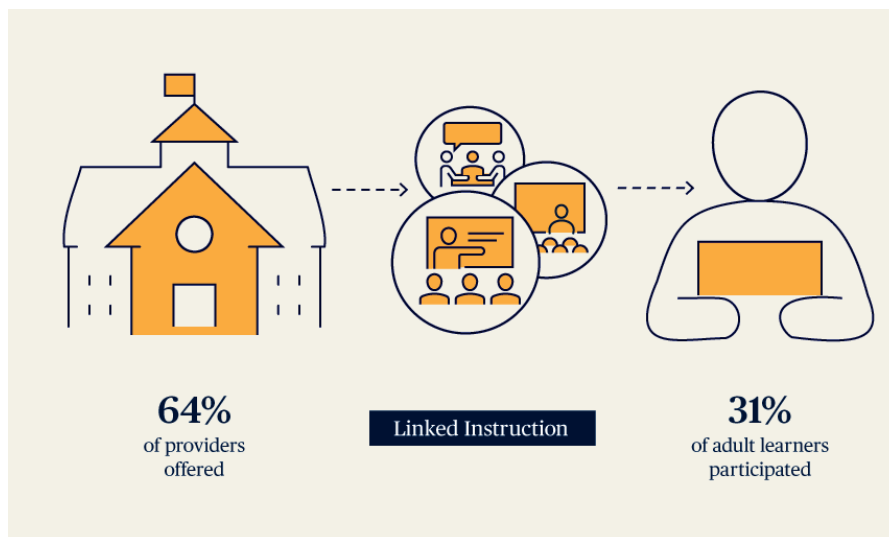 64%
of providers
offered
Linked Instruction
31%
of adult learners
participated